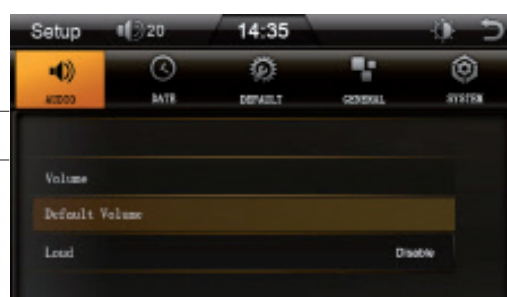 Setup 20 14:35
AUDIO DATE DEFAULT GENERAL SYSTEM
Volume
Default Volume
Loud Disable